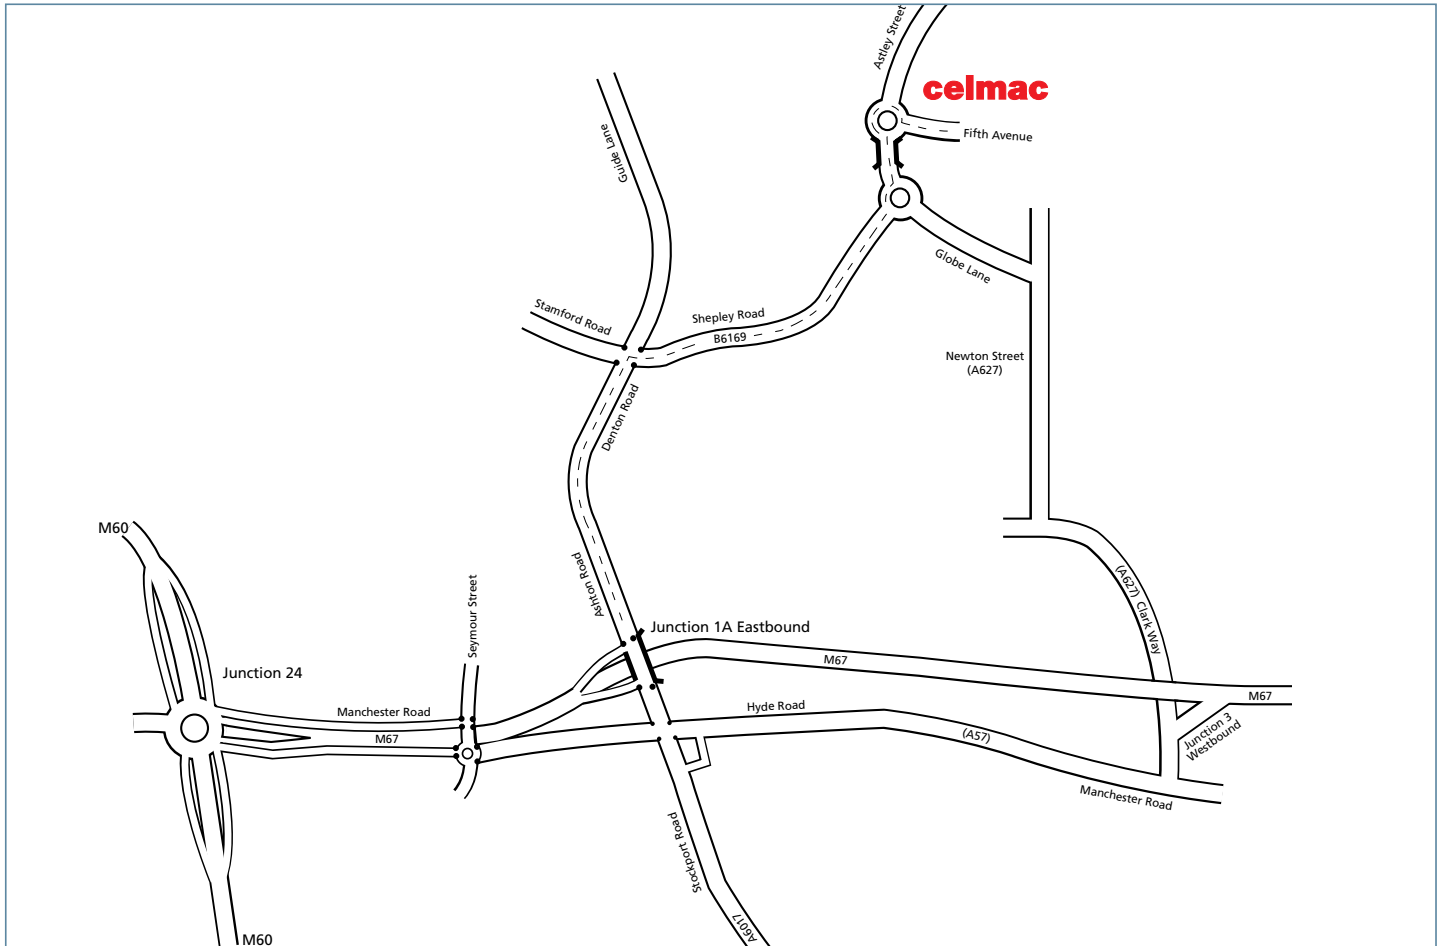 Astley Street
celmac
Fifth Avenue
Guide Lane
Globe Lane
Stamford Road
Shepley Road
B6169
Newton Street
(A627)
Denton Road
M60
Ashton Road
(A627)
Clark Way
Seymour Street
Junction 1A Eastbound
M67
Junction 24
M67
Manchester Road
Hyde Road
M67
(A57)
Junction 3
Westbound
Manchester Road
Stockport Road
A6017
M60